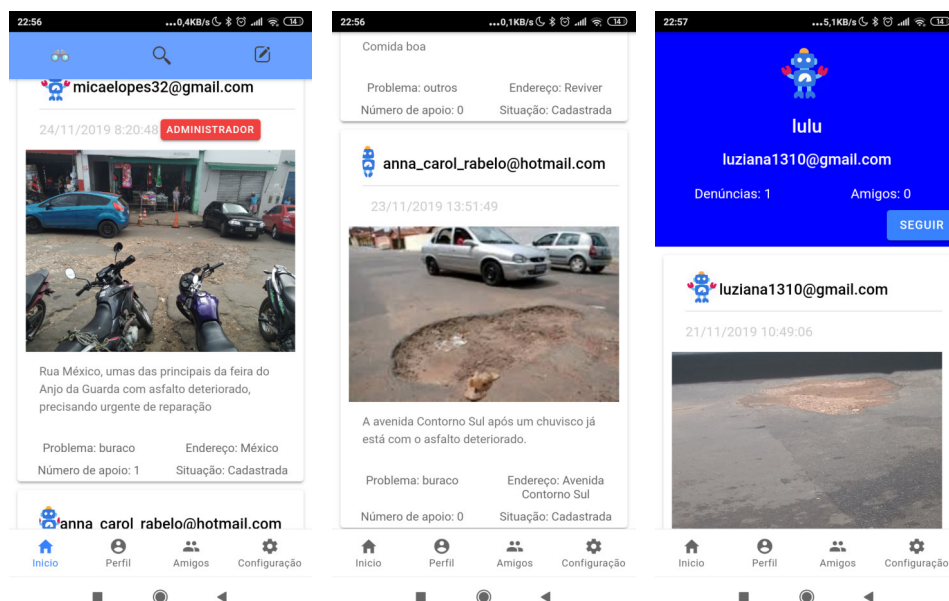 22:56
...0,4KB/s
14
micaelopes32@gmail.com
24/11/2019 8:20:48
ADMINISTRADOR
Rua México, umas das principais da feira do
Anjo da Guarda com asfalto deteriorado,
precisando urgente de reparação
Problema: buraco
Endereço: México
Número de apoio: 1
Situação: Cadastrada
anna_carol_rabelo@hotmail.com
Inicio
Perfil
Amigos
Configuração
22:56
...0,1KB/s
14
Comida boa
Problema: outros
Endereço: Reviver
Número de apoio: 0
Situação: Cadastrada
anna_carol_rabelo@hotmail.com
23/11/2019 13:51:49
A avenida Contorno Sul após um chuvisco já
está com o asfalto deteriorado.
Problema: buraco
Endereço: Avenida
Contorno Sul
Número de apoio: 0
Situação: Cadastrada
Inicio
Perfil
Amigos
Configuração
22:57
...5,1KB/s
14
lulu
luziana1310@gmail.com
Denúncias: 1
Amigos: 0
SEGUIR
luziana1310@gmail.com
21/11/2019 10:49:06
Inicio
Perfil
Amigos
Configuração